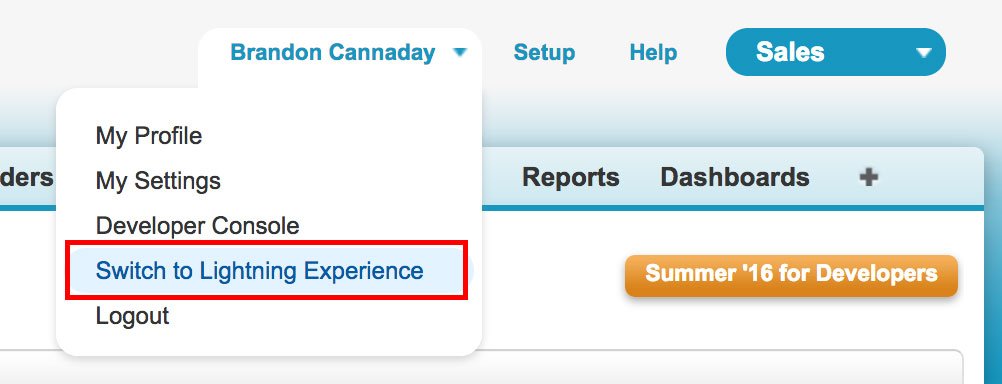 Brandon Cannaday
Setup
Help
Sales
My Profile
My Settings
Developer Console
Switch to Lightning Experience
Logout
ders
Reports
Dashboards
Summer '16 for Developers